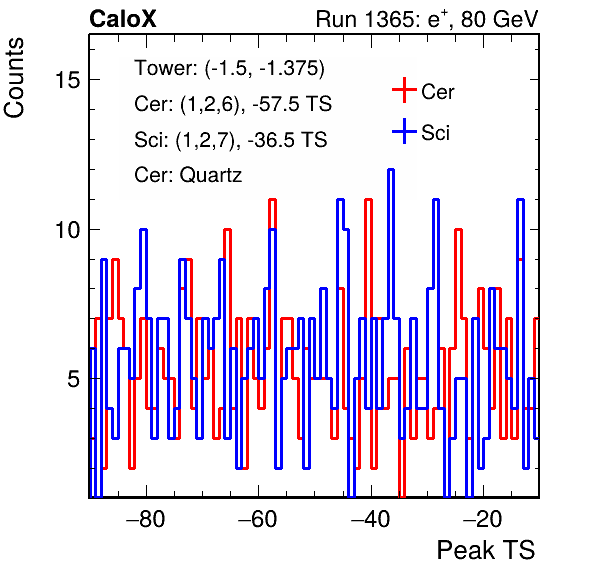 CaloX Run 1365: e⁺, 80 GeV
Counts
Tower: (-1.5, -1.375)
Cer: (1,2,6), -57.5 TS
Sci: (1,2,7), -36.5 TS
Cer: Quartz
Cer
Sci
15
10
5
−80 −60 −40 −20
Peak TS